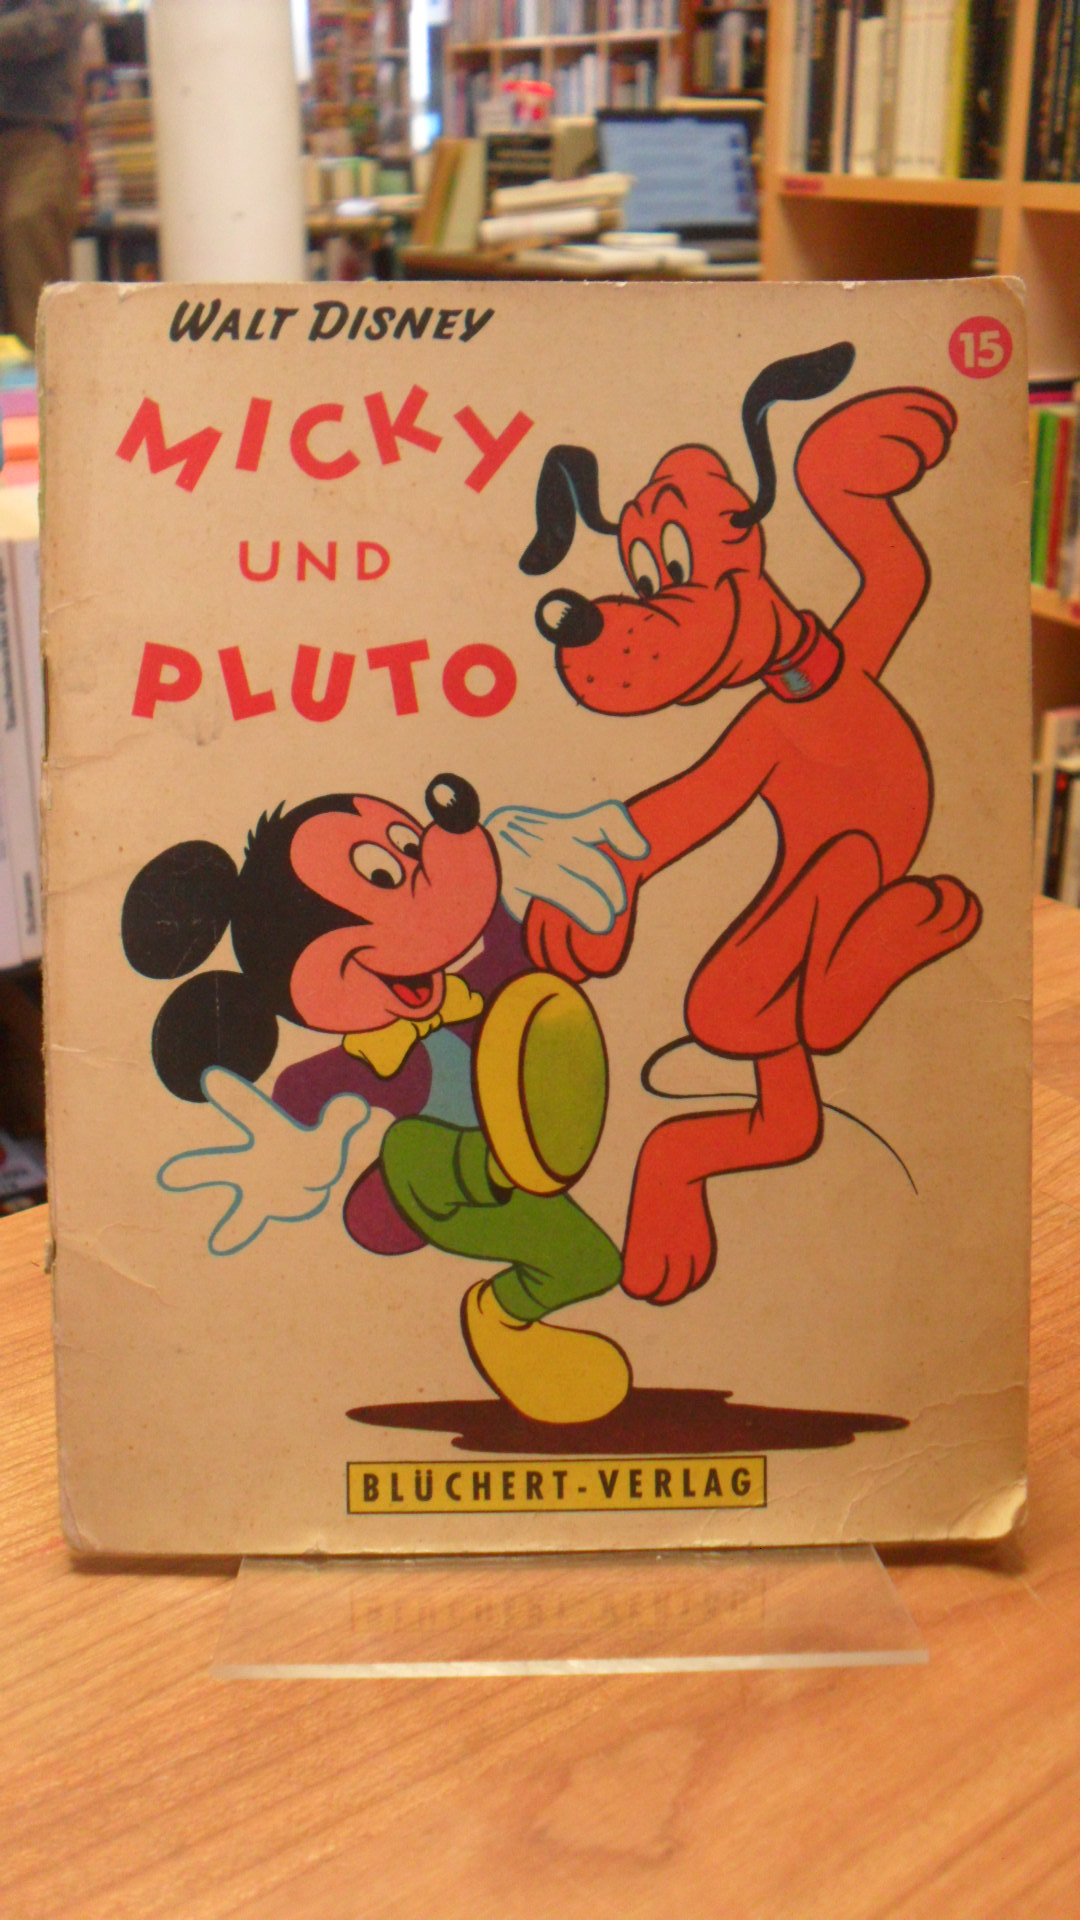 WALT DISNEY
15
MICKY
UND
PLUTO
BLÜCHERT-VERLAG